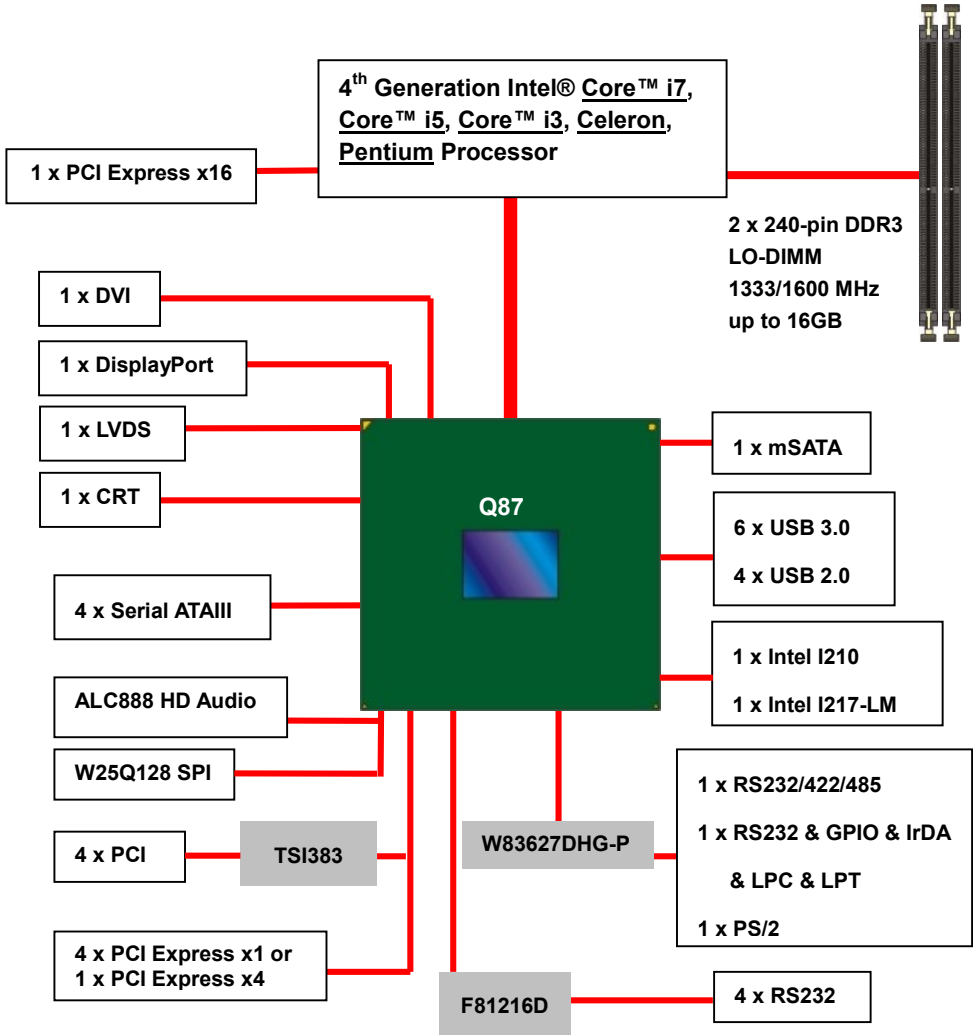 4th Generation Intel® Core™ i7,
Core™ i5, Core™ i3, Celeron,
Pentium Processor
1 x PCI Express x16
2 x 240-pin DDR3
LO-DIMM
1333/1600 MHz
up to 16GB
1 x DVI
1 x DisplayPort
1 x LVDS
1 x CRT
4 x Serial ATAIII
ALC888 HD Audio
W25Q128 SPI
4 x PCI
TSI383
4 x PCI Express x1 or
1 x PCI Express x4
Q87
1 x mSATA
6 x USB 3.0
4 x USB 2.0
1 x Intel I210
1 x Intel I217-LM
W83627DHG-P
1 x RS232/422/485
1 x RS232 & GPIO & IrDA
& LPC & LPT
1 x PS/2
F81216D
4 x RS232